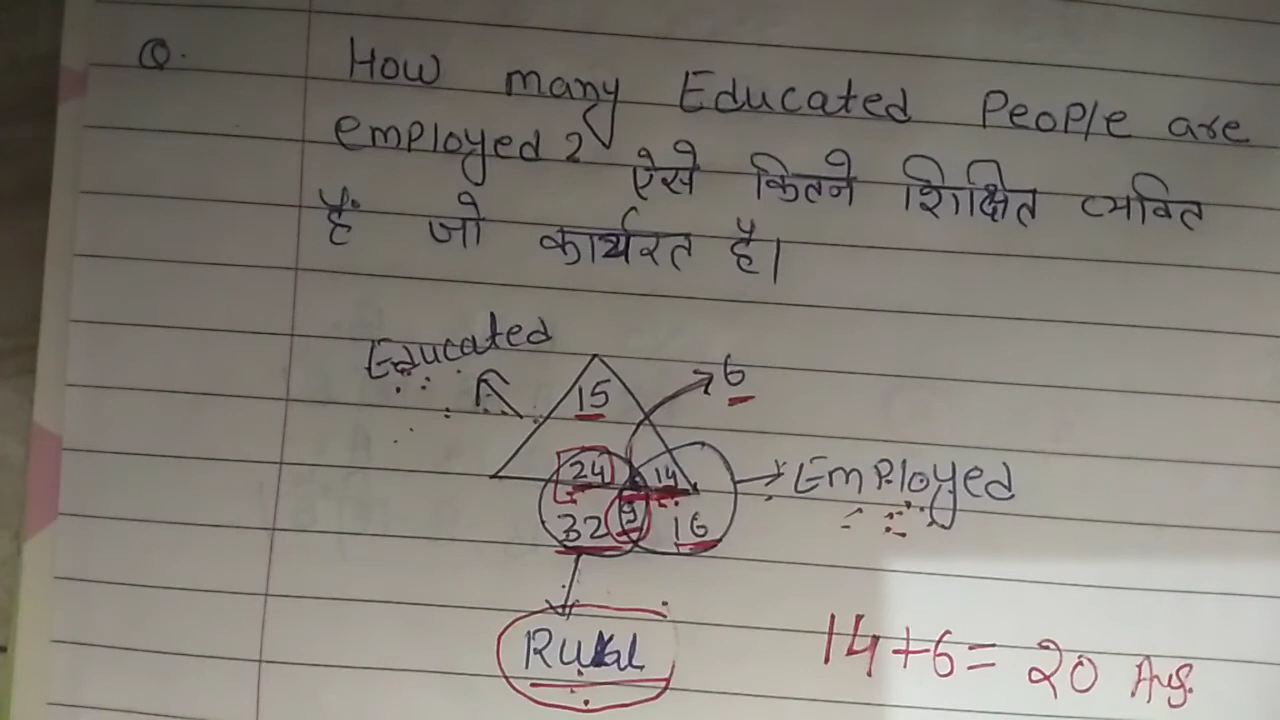 Q. How many Educated People are
employed? ऐसे कितने शिक्षित व्यक्ति
हैं जो कार्यरत है।
Educated
15
6
24
14
Employed
32
9
16
Rural
14+6= 20 Ans.